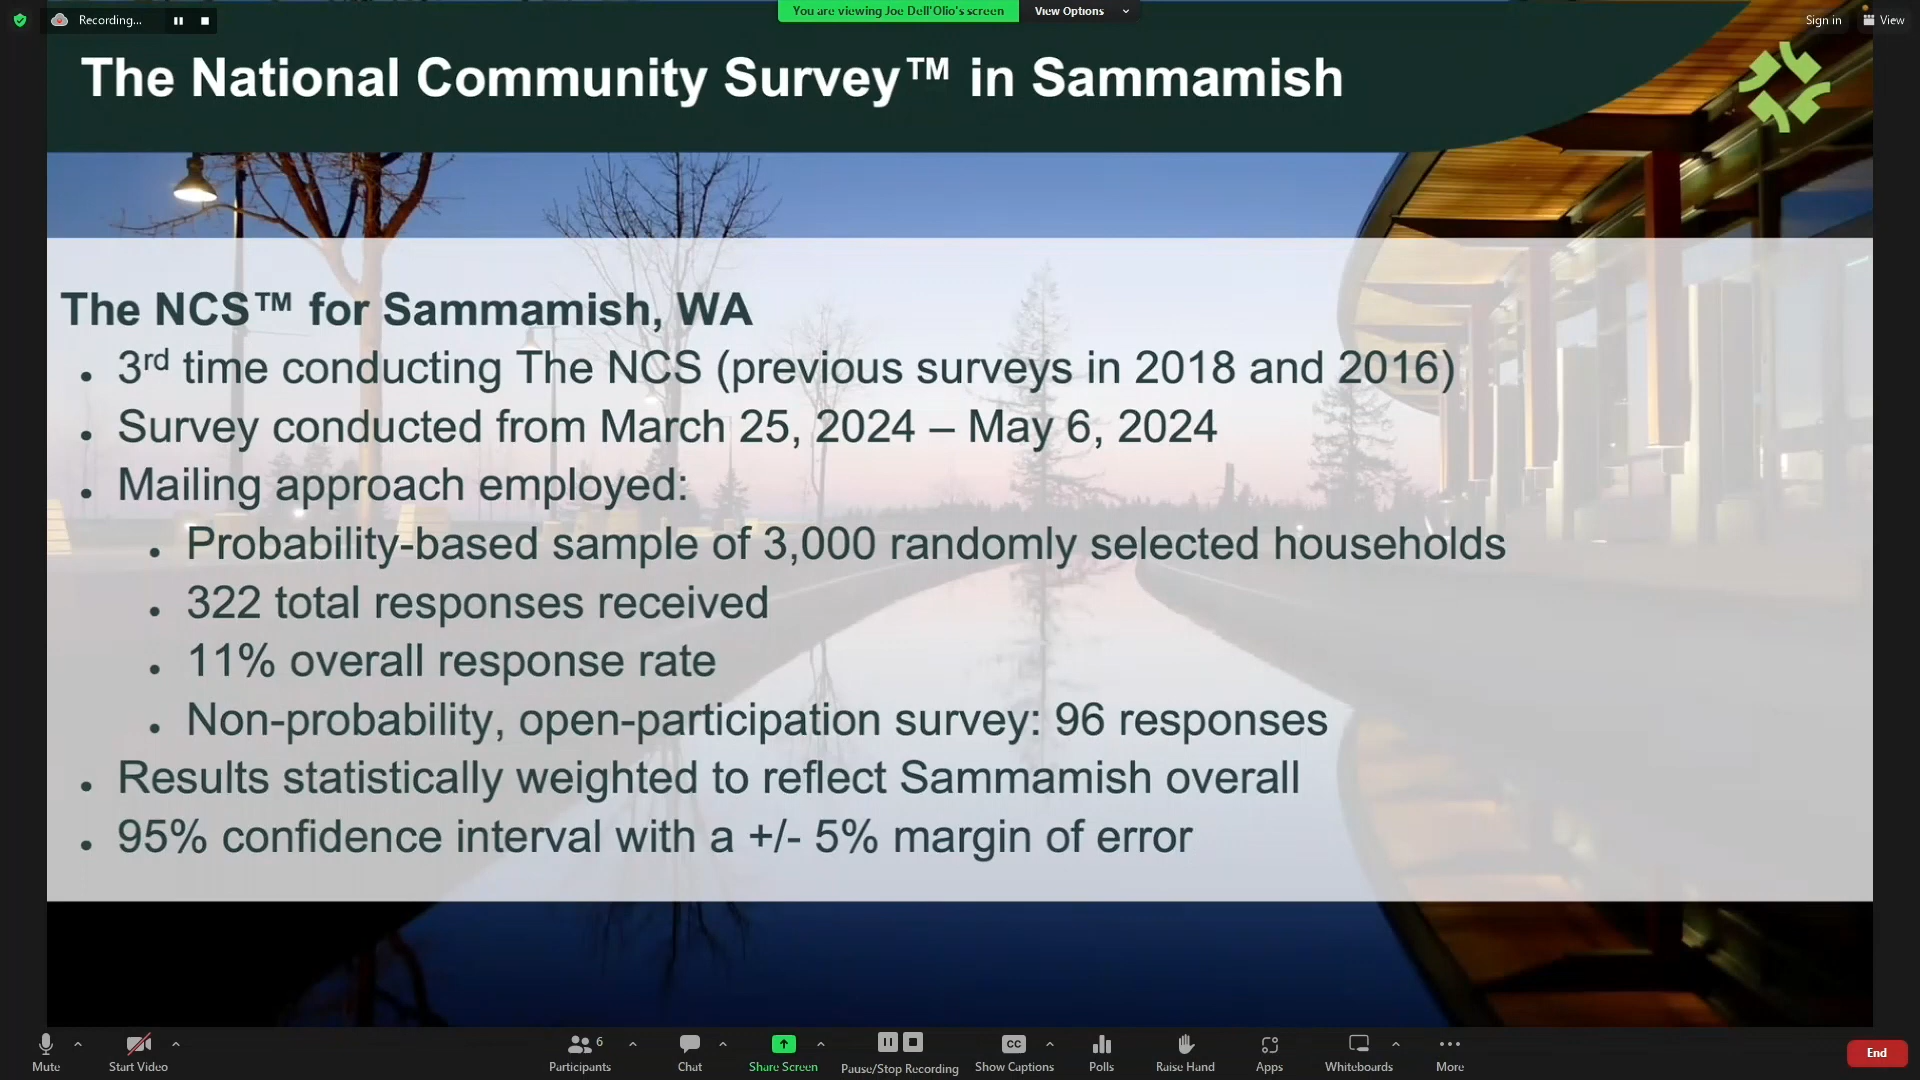 Recording...
You are viewing Joe Dell'Olio's screen
View Options
Sign in
View
The National Community Survey™ in Sammamish
The NCS™ for Sammamish, WA
• 3rd time conducting The NCS (previous surveys in 2018 and 2016)
• Survey conducted from March 25, 2024 – May 6, 2024
• Mailing approach employed:
• Probability-based sample of 3,000 randomly selected households
• 322 total responses received
• 11% overall response rate
• Non-probability, open-participation survey: 96 responses
• Results statistically weighted to reflect Sammamish overall
• 95% confidence interval with a +/- 5% margin of error
Mute
Start Video
6
Participants
Chat
Share Screen
Pause/Stop Recording
CC
Show Captions
Polls
Raise Hand
Apps
Whiteboards
More
End